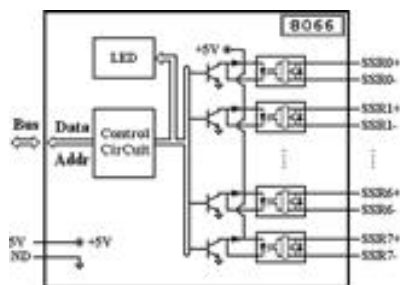 8066
+5V
LED
SSR0+
SSR0-
SSR1+
SSR1-
Bus
Data
Addr
Control
CirCuit
SSR6+
SSR6-
5V
+5V
ND
SSR7+
SSR7-